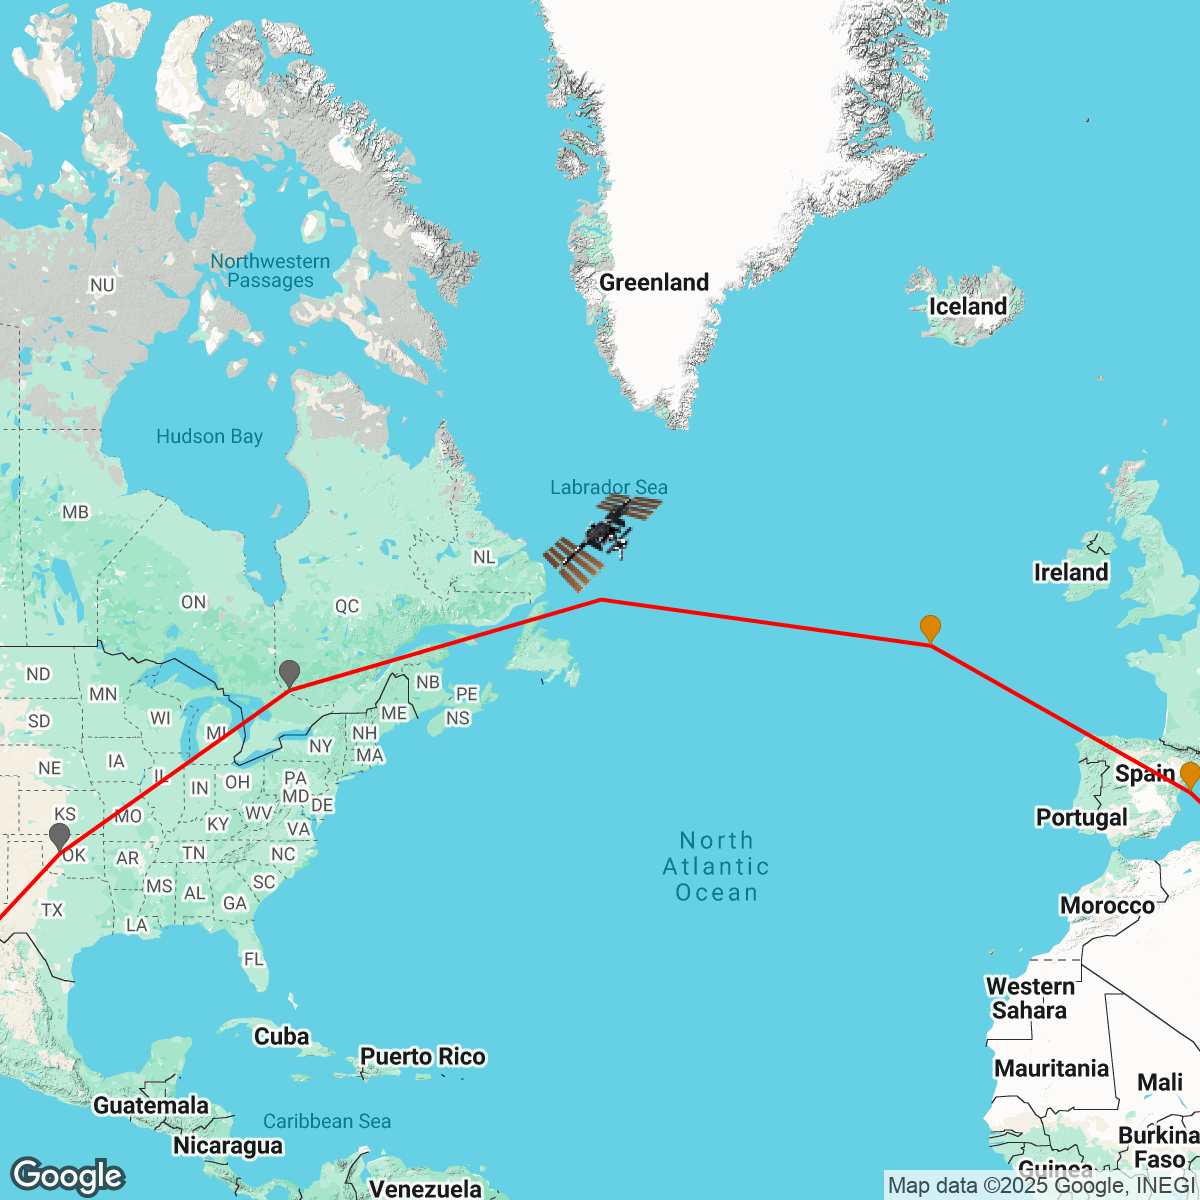 Northwestern
Passages
NU
Greenland
Iceland
Hudson Bay
Labrador Sea
MB
NL
Ireland
ON
QC
ND
MN
NB
PE
SD
WI
MI
ME
NS
NH
NY
MA
NE
IA
IL
IN
OH
PA
MD
DE
Spain
KS
MO
KY
WV
VA
Portugal
OK
AR
TN
NC
North
Atlantic
Ocean
MS
AL
SC
GA
TX
LA
Morocco
FL
Western
Sahara
Cuba
Puerto Rico
Mauritania
Mali
Guatemala
Caribbean Sea
Nicaragua
Burkina
Faso
Guinea
Venezuela
Google
Map data ©2025 Google, INEGI